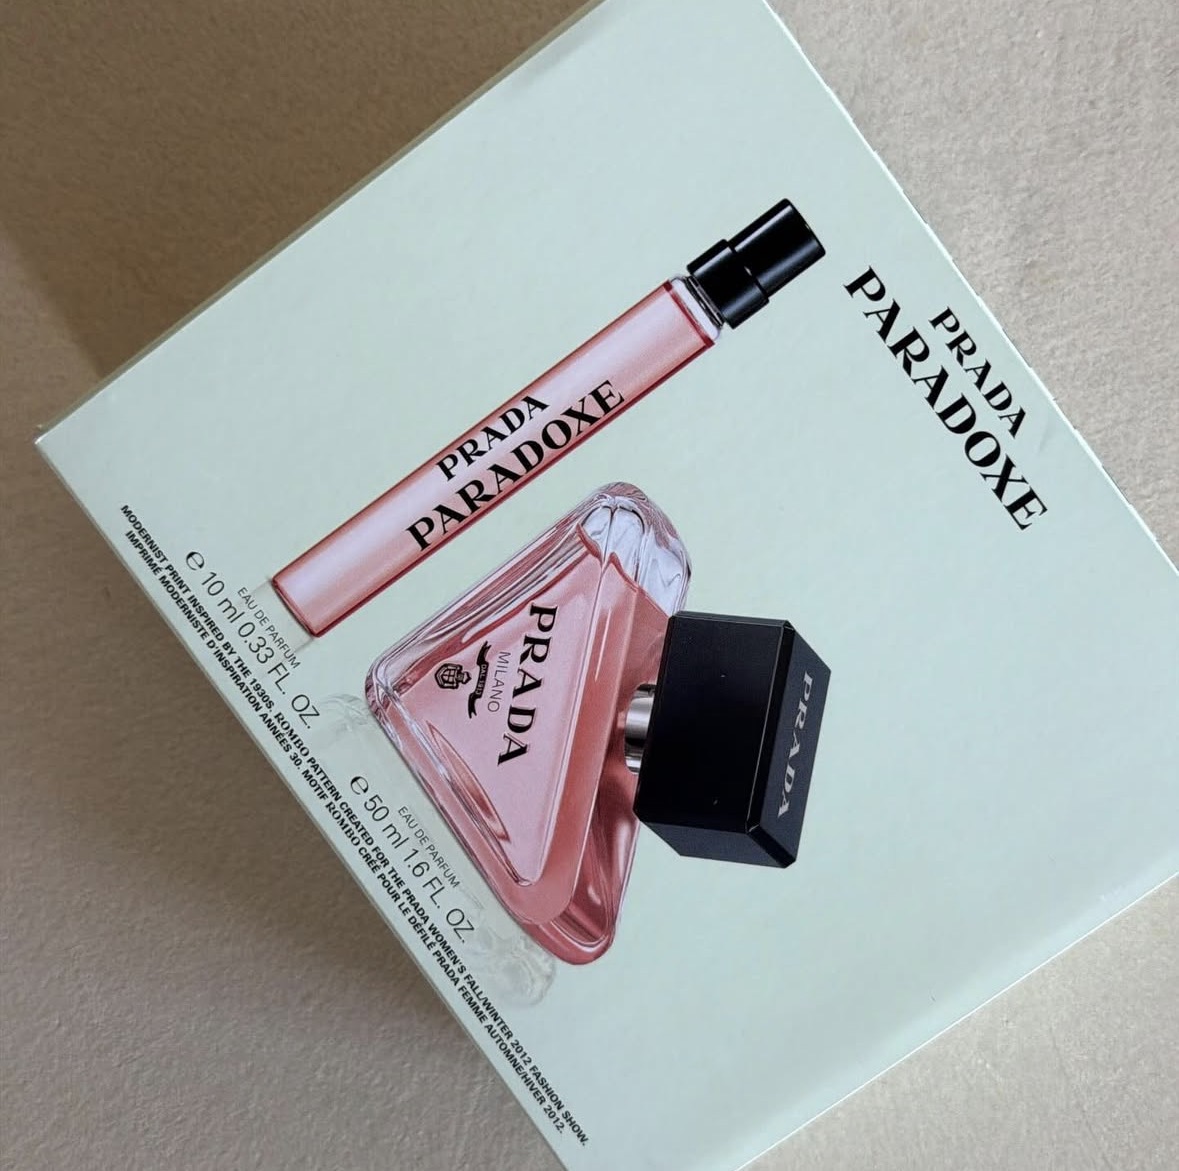 PRADA
PARADOXE
PRADA
PARADOXE
PRADA
MILANO
DAL 1913
PRADA
EAU DE PARFUM
e 10 ml 0.33 FL. OZ.
EAU DE PARFUM
e 50 ml 1.6 FL. OZ.
MODERNIST PRINT INSPIRED BY THE 1930S. ROMBO PATTERN CREATED FOR THE PRADA WOMEN'S FALL/WINTER 2012 FASHION SHOW.
IMPRIMÉ MODERNISTE D'INSPIRATION ANNÉES 30. MOTIF ROMBO CRÉÉ POUR LE DÉFILÉ PRADA FEMME AUTOMNE/HIVER 2012.